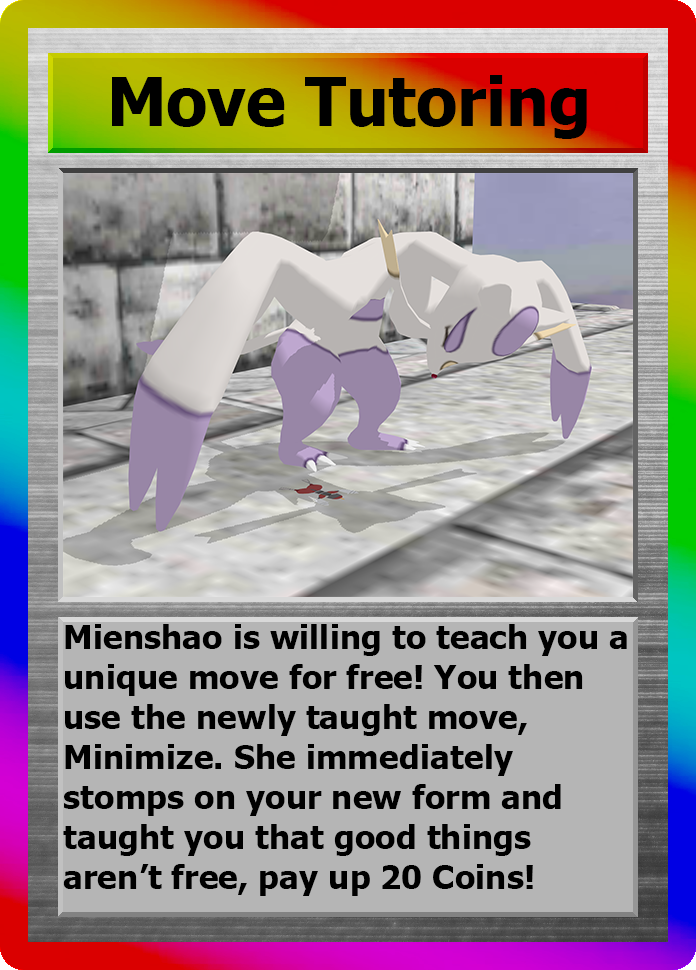 Move Tutoring
Mienshao is willing to teach you a
unique move for free! You then
use the newly taught move,
Minimize. She immediately
stomps on your new form and
taught you that good things
aren’t free, pay up 20 Coins!